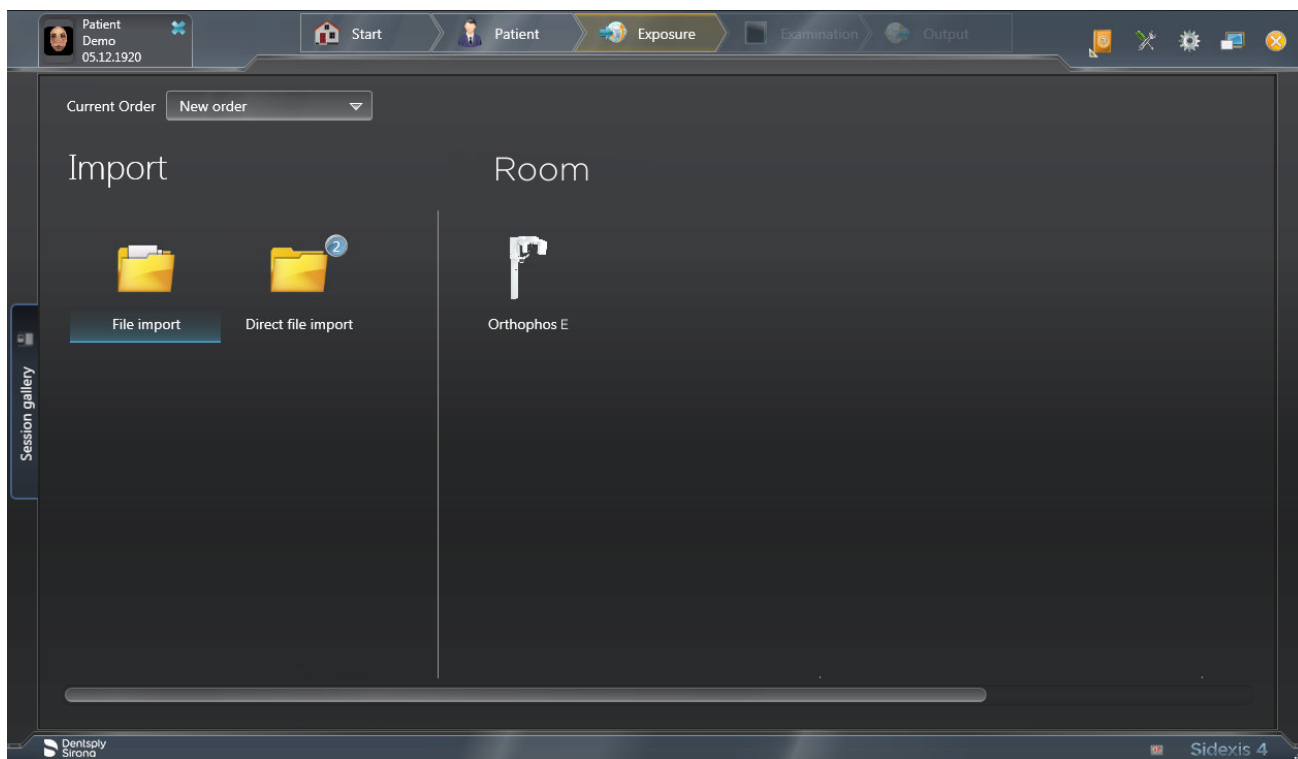 Patient
Demo
05.12.1920
Start
Patient
Exposure
Examination
Output
Current Order
New order
Import
Room
2
File import
Direct file import
Orthophos E
Session gallery
Dentsply
Sirona
Sidexis 4